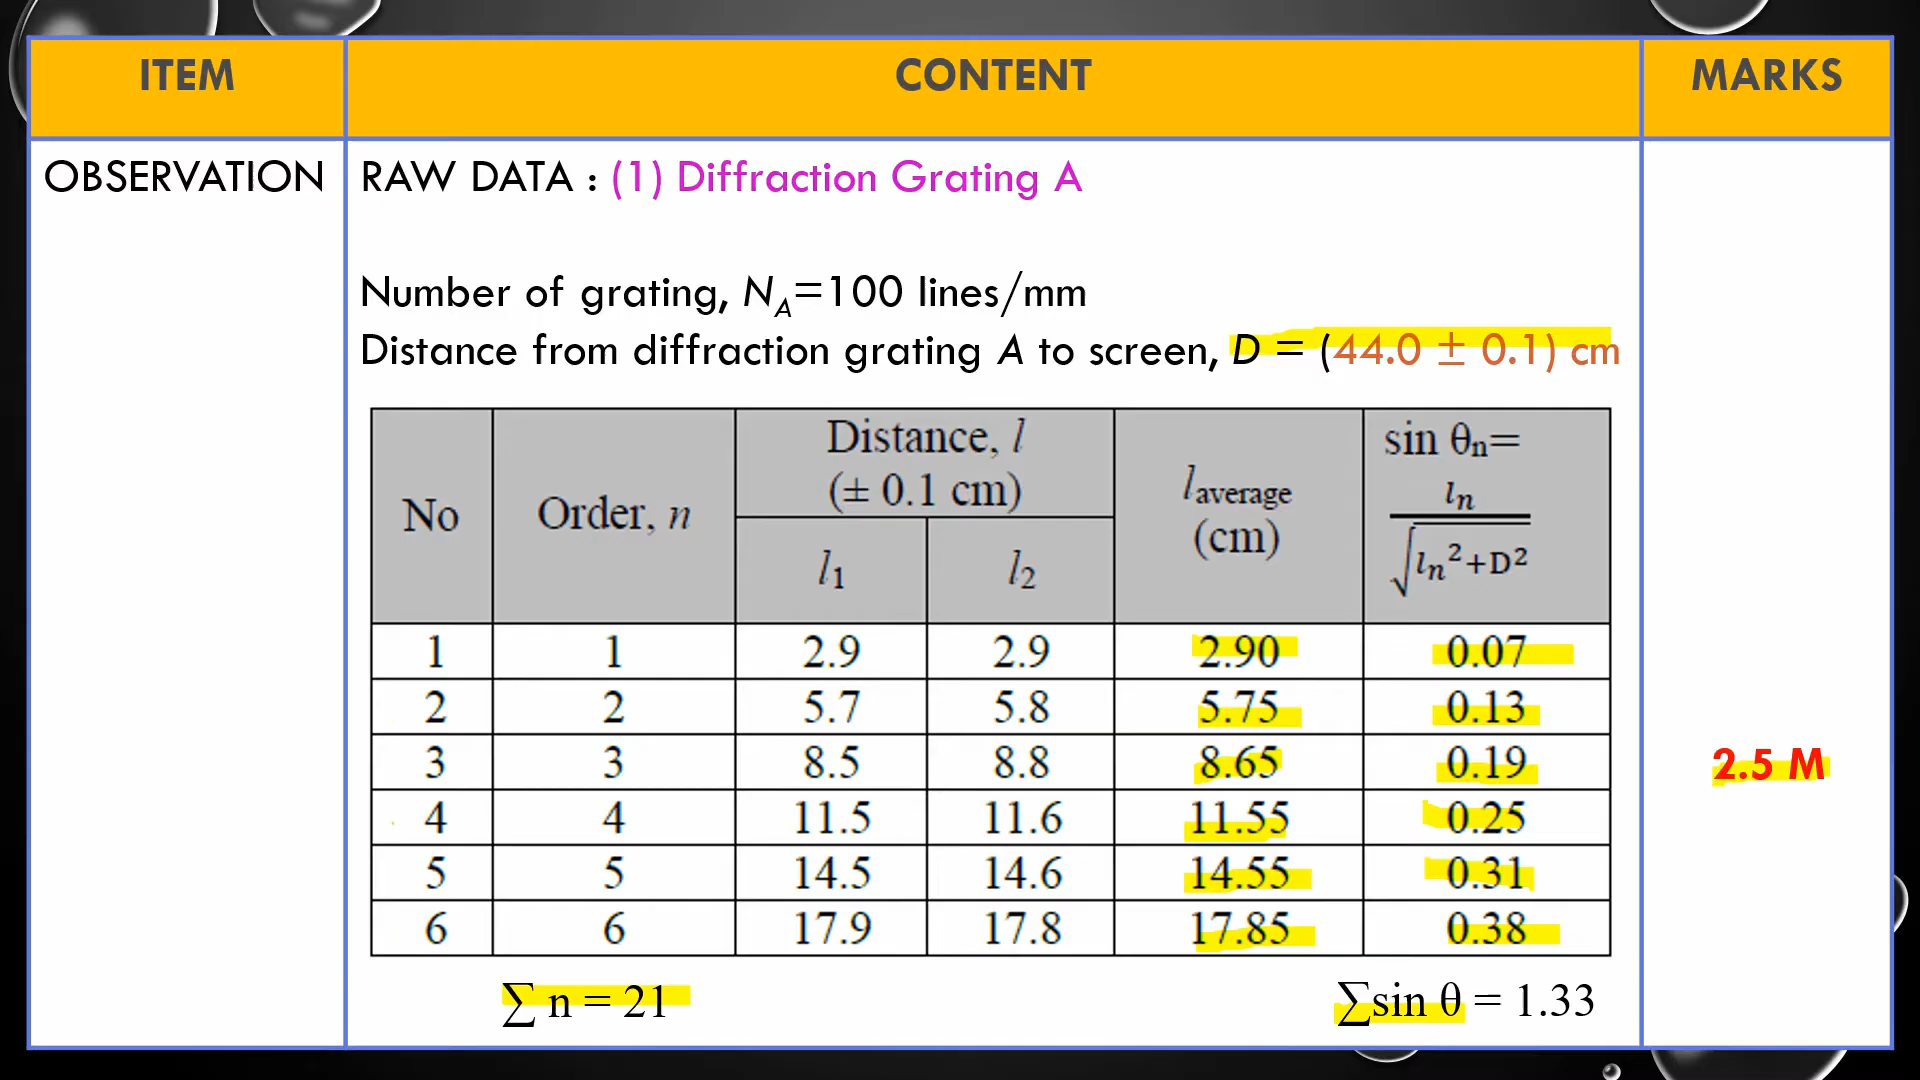 ITEM CONTENT MARKS
OBSERVATION RAW DATA : (1) Diffraction Grating A
Number of grating, N_A=100 lines/mm
Distance from diffraction grating A to screen, D = (44.0 ± 0.1) cm
No Order, n Distance, l (± 0.1 cm) l_average (cm) sin θn= l_n / √(l_n²+D²)
l₁ l₂
1 1 2.9 2.9 2.90 0.07
2 2 5.7 5.8 5.75 0.13
3 3 8.5 8.8 8.65 0.19
4 4 11.5 11.6 11.55 0.25
5 5 14.5 14.6 14.55 0.31
6 6 17.9 17.8 17.85 0.38
2.5 M
∑ n = 21 ∑sin θ = 1.33